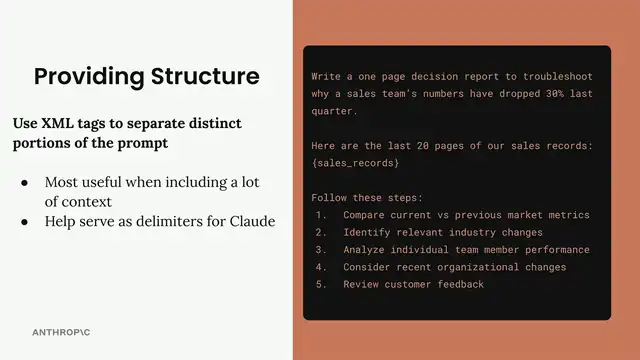 Providing Structure
Use XML tags to separate distinct
portions of the prompt
● Most useful when including a lot
of context
● Help serve as delimiters for Claude
ANTHROP\C
Write a one page decision report to troubleshoot
why a sales team's numbers have dropped 30% last
quarter.
Here are the last 20 pages of our sales records:
{sales_records}
Follow these steps:
1. Compare current vs previous market metrics
2. Identify relevant industry changes
3. Analyze individual team member performance
4. Consider recent organizational changes
5. Review customer feedback